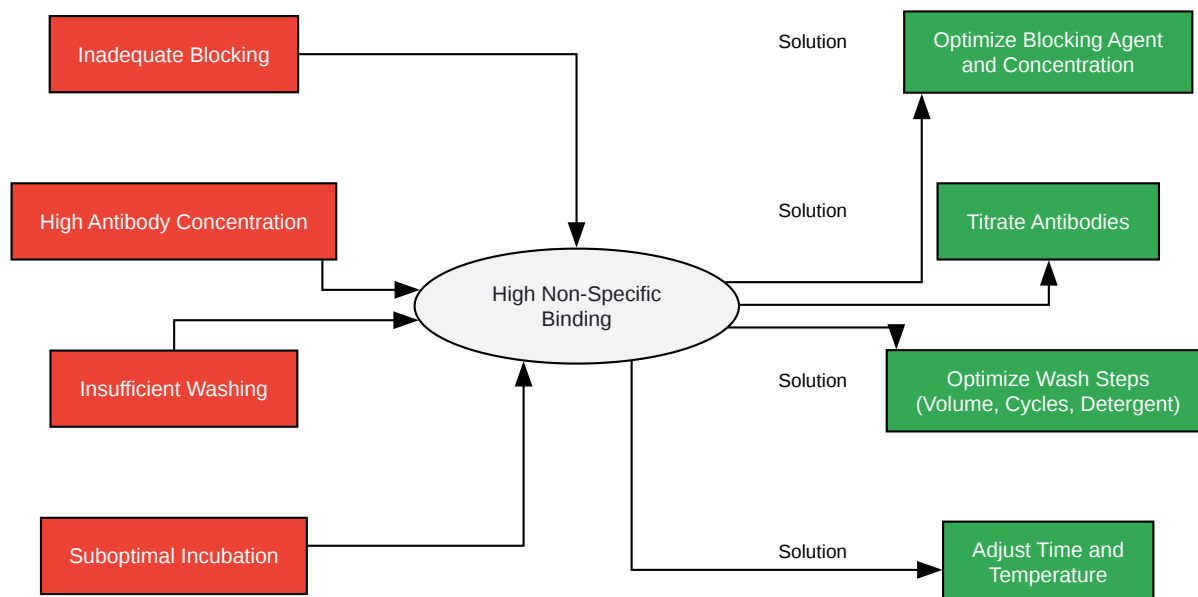 Inadequate Blocking
Solution
Optimize Blocking Agent
and Concentration
High Antibody Concentration
Solution
Titrate Antibodies
High Non-Specific
Binding
Insufficient Washing
Solution
Optimize Wash Steps
(Volume, Cycles, Detergent)
Suboptimal Incubation
Solution
Adjust Time and
Temperature